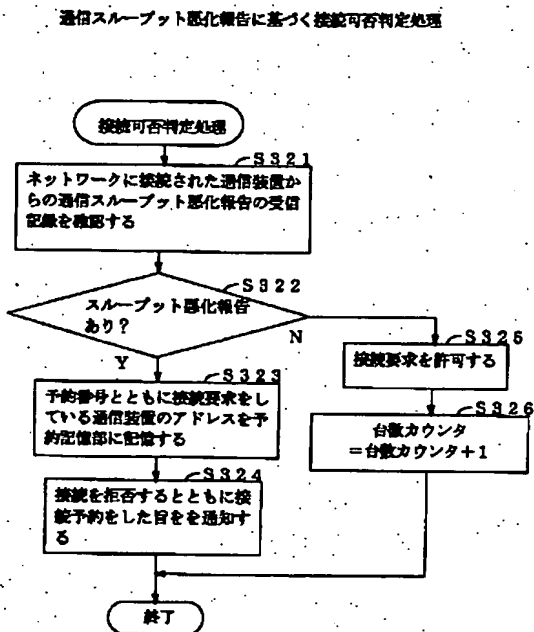 通信スループット悪化報告に基づく接続可否判定処理
接続可否判定処理
S321
ネットワークに接続された通信装置か
らの通信スループット悪化報告の受信
記録を確認する
S322
スループット悪化報告
あり？
Y
N
S323
予約番号とともに接続要求をし
ている通信装置のアドレスを予
約記憶部に記憶する
S324
接続を拒否するとともに接
続予約をした旨をを通知す
る
S325
接続要求を許可する
S326
台数カウンタ
＝台数カウンタ＋1
終了